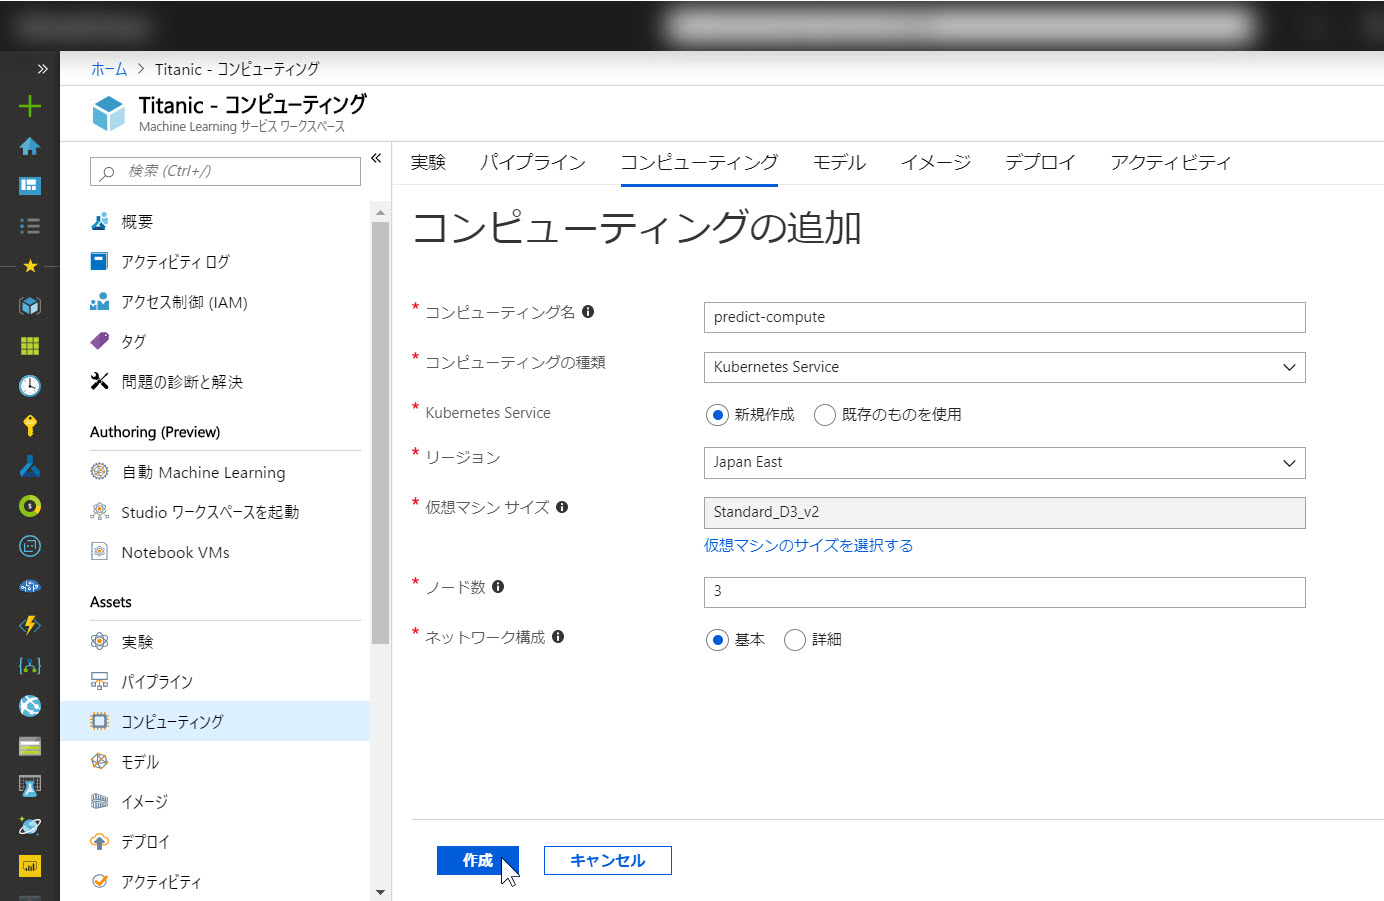 ホーム > Titanic - コンピューティング
Titanic - コンピューティング
Machine Learning サービス ワークスペース
検索 (Ctrl+/)
概要
アクティビティ ログ
アクセス制御 (IAM)
タグ
問題の診断と解決
Authoring (Preview)
自動 Machine Learning
Studio ワークスペースを起動
Notebook VMs
Assets
実験
パイプライン
コンピューティング
モデル
イメージ
デプロイ
アクティビティ
実験 パイプライン コンピューティング モデル イメージ デプロイ アクティビティ
コンピューティングの追加
* コンピューティング名 predict-compute
* コンピューティングの種類 Kubernetes Service
* Kubernetes Service 新規作成 既存のものを使用
* リージョン Japan East
* 仮想マシン サイズ Standard_D3_v2
仮想マシンのサイズを選択する
* ノード数 3
* ネットワーク構成 基本 詳細
作成 キャンセル